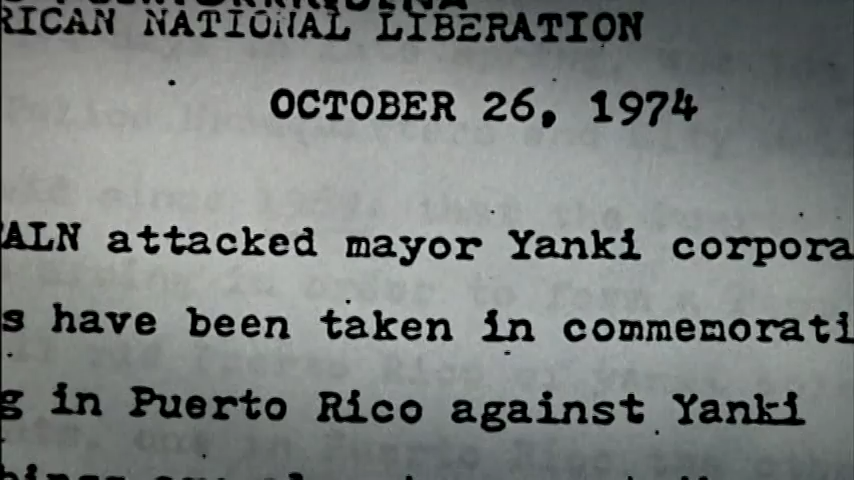 RICAN NATIONAL LIBERATION
OCTOBER 26, 1974
ALN attacked mayor Yanki corpora
s have been taken in commemorati
g in Puerto Rico against Yanki